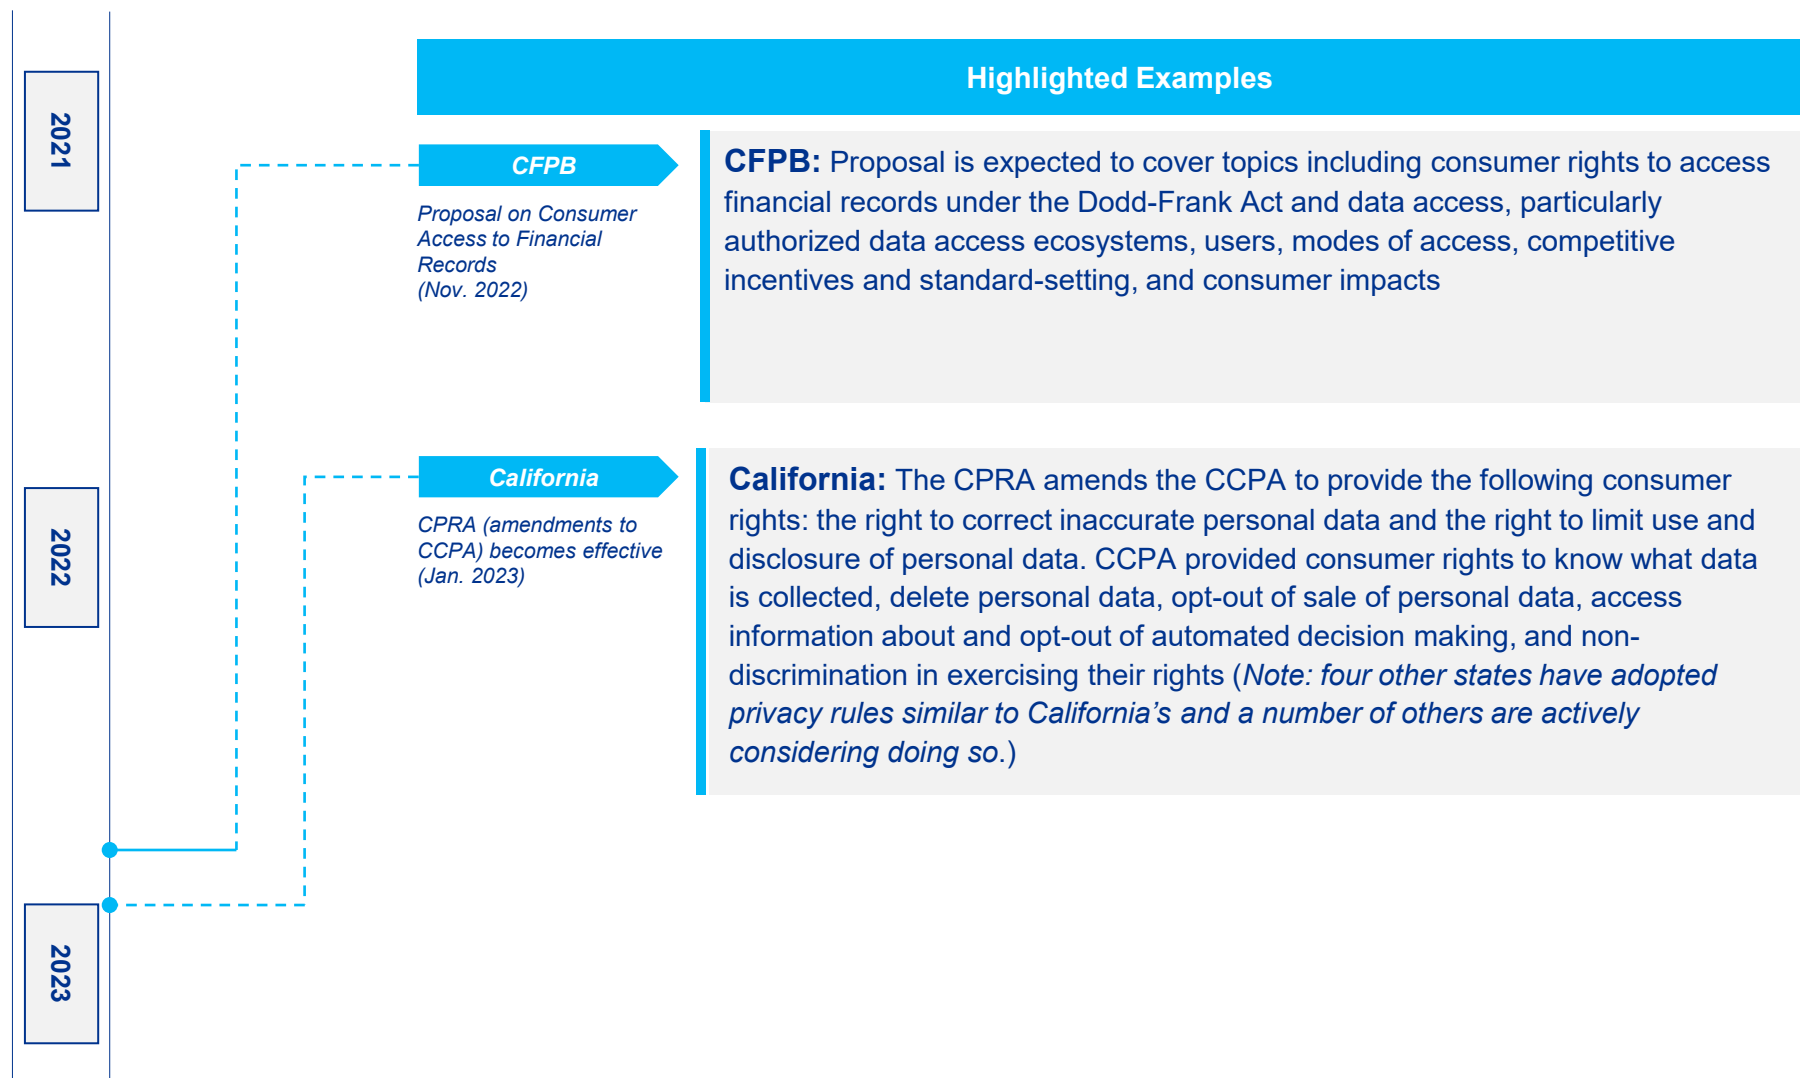 2021
2022
2023
Highlighted Examples
CFPB
Proposal on Consumer
Access to Financial
Records
(Nov. 2022)
CFPB: Proposal is expected to cover topics including consumer rights to access
financial records under the Dodd-Frank Act and data access, particularly
authorized data access ecosystems, users, modes of access, competitive
incentives and standard-setting, and consumer impacts
California
CPRA (amendments to
CCPA) becomes effective
(Jan. 2023)
California: The CPRA amends the CCPA to provide the following consumer
rights: the right to correct inaccurate personal data and the right to limit use and
disclosure of personal data. CCPA provided consumer rights to know what data
is collected, delete personal data, opt-out of sale of personal data, access
information about and opt-out of automated decision making, and non-
discrimination in exercising their rights (Note: four other states have adopted
privacy rules similar to California’s and a number of others are actively
considering doing so.)